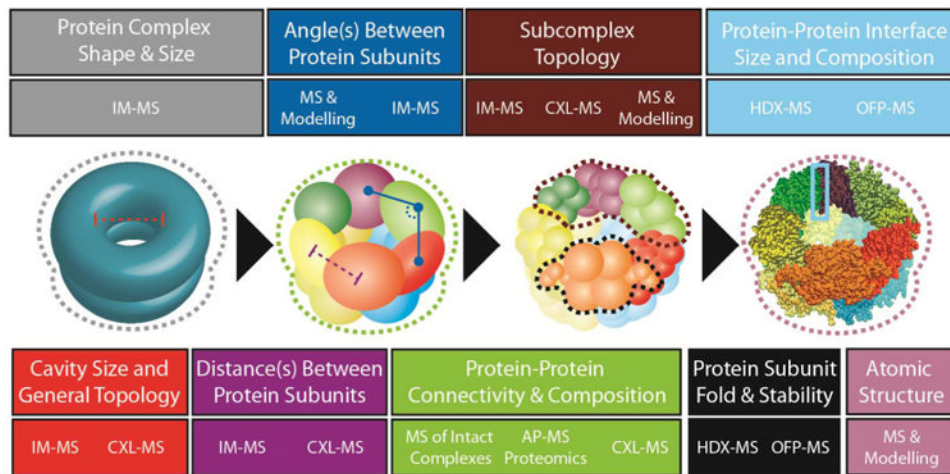 Protein Complex
Shape & Size
IM-MS
Angle(s) Between
Protein Subunits
MS &
Modelling
IM-MS
Subcomplex
Topology
IM-MS
CXL-MS
MS &
Modelling
Protein-Protein Interface
Size and Composition
HDX-MS
OFP-MS
Cavity Size and
General Topology
IM-MS
CXL-MS
Distance(s) Between
Protein Subunits
IM-MS
CXL-MS
Protein-Protein
Connectivity & Composition
MS of Intact
Complexes
AP-MS
Proteomics
CXL-MS
Protein Subunit
Fold & Stability
HDX-MS
OFP-MS
Atomic
Structure
MS &
Modelling